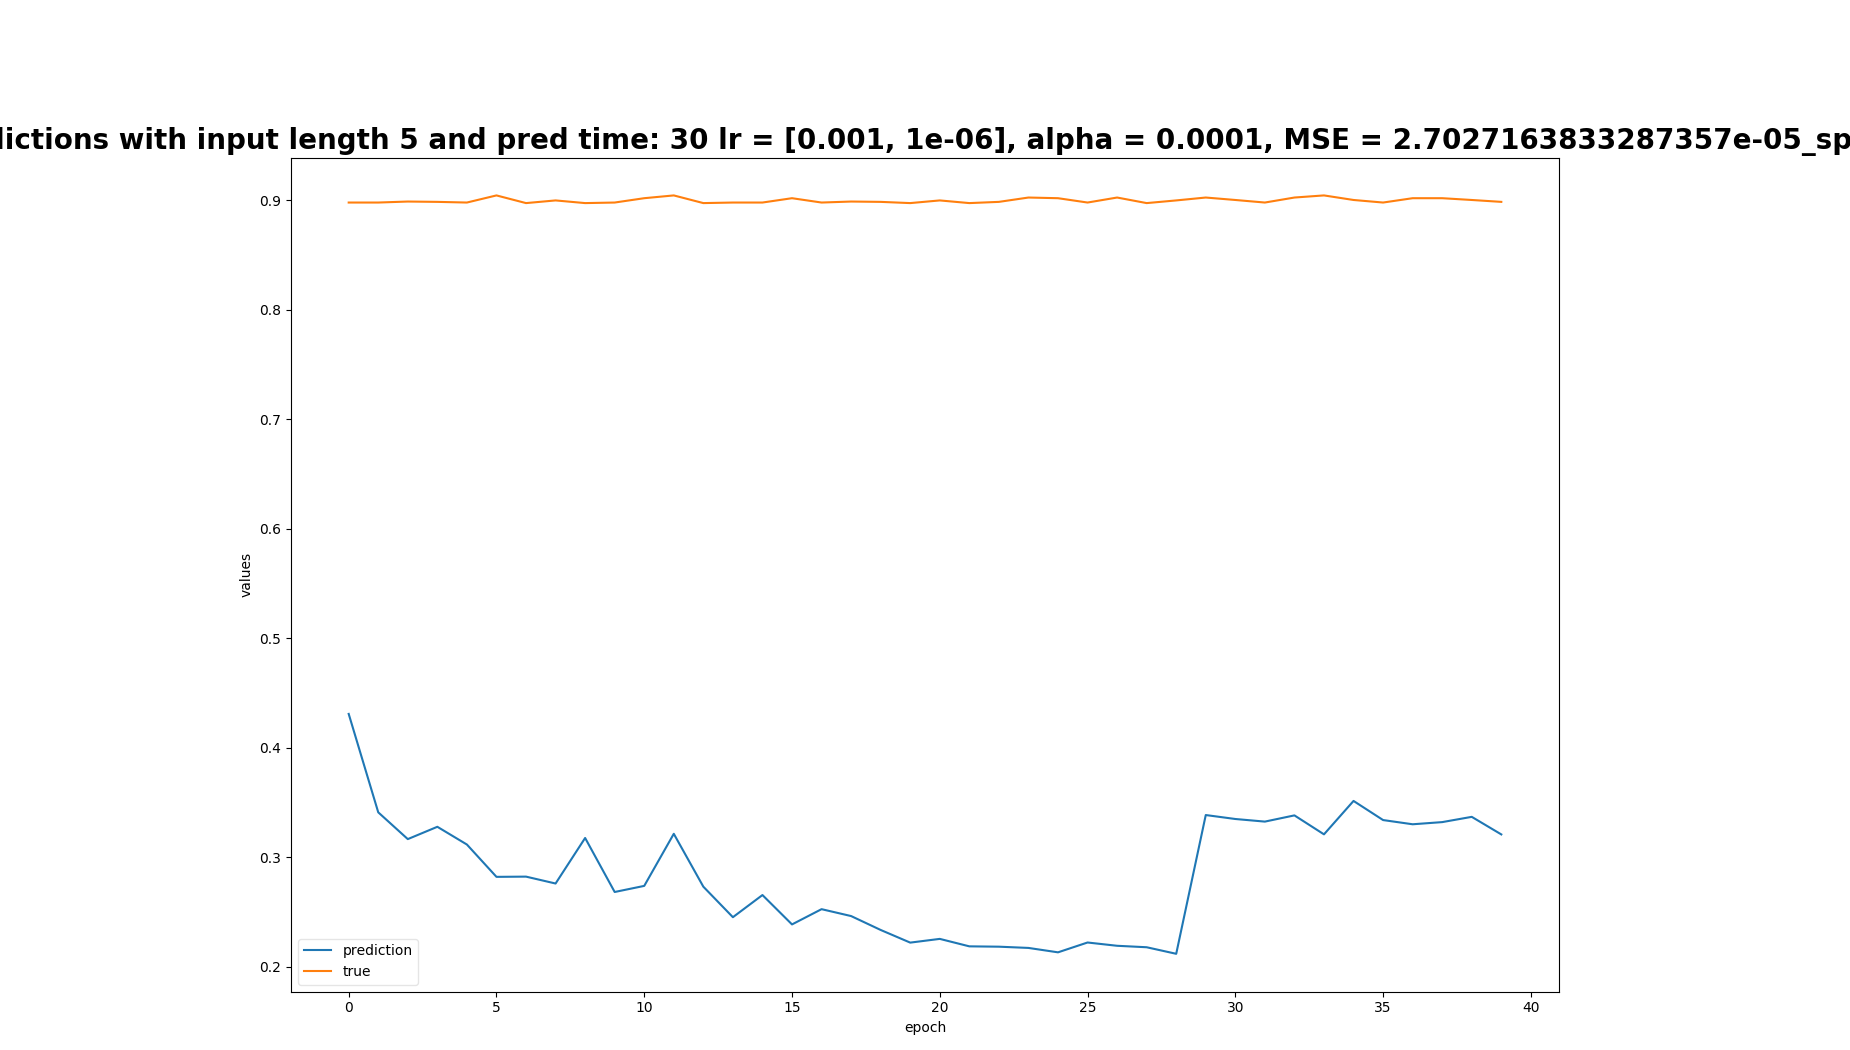 dictions with input length 5 and pred time: 30 lr = [0.001, 1e-06], alpha = 0.0001, MSE = 2.7027163833287357e-05_sp
0.9
0.8
0.7
0.6
0.5
0.4
0.3
0.2
values
prediction
true
0 5 10 15 20 25 30 35 40
epoch